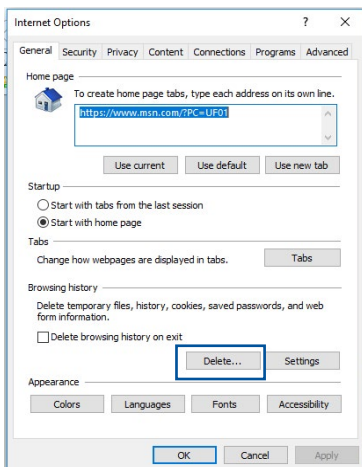 Internet Options ? X
General Security Privacy Content Connections Programs Advanced
Home page
To create home page tabs, type each address on its own line.
https://www.msn.com/?PC=UF01
Use current Use default Use new tab
Startup
Start with tabs from the last session
Start with home page
Tabs
Change how webpages are displayed in tabs. Tabs
Browsing history
Delete temporary files, history, cookies, saved passwords, and web
form information.
Delete browsing history on exit
Delete... Settings
Appearance
Colors Languages Fonts Accessibility
OK Cancel Apply